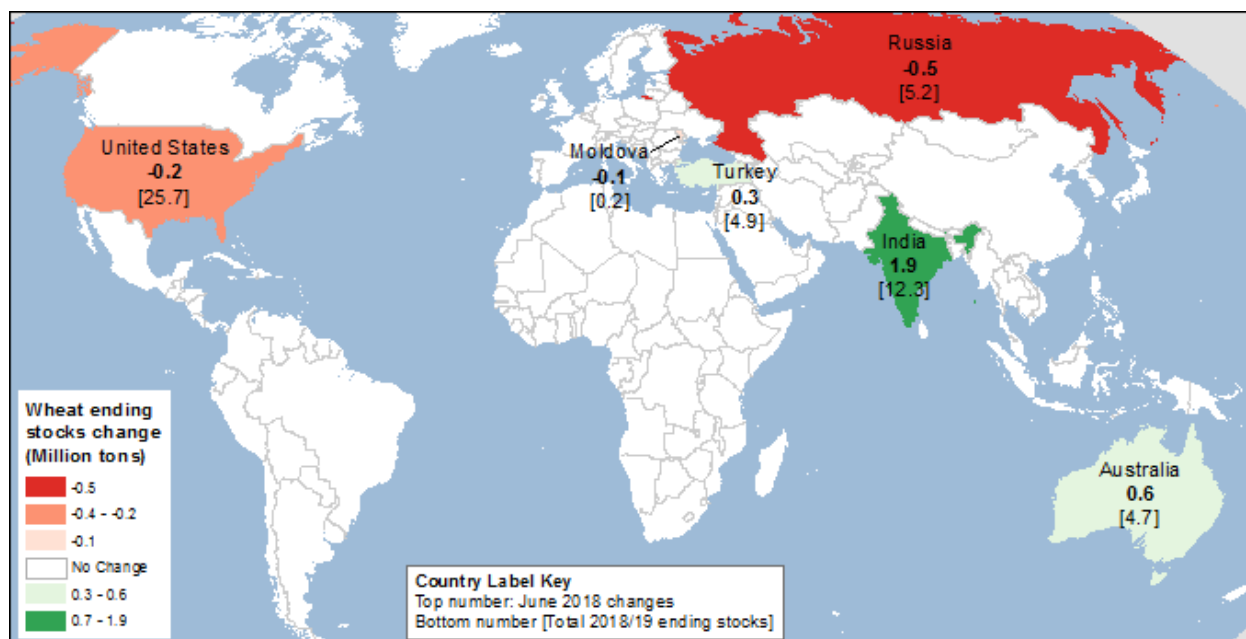 Russia
-0.5
[5.2]
United States
-0.2
[25.7]
Moldova
-0.1
[0.2]
Turkey
0.3
[4.9]
India
1.9
[12.3]
Australia
0.6
[4.7]
Wheat ending
stocks change
(Million tons)
-0.5
-0.4 - -0.2
-0.1
No Change
0.3 - 0.6
0.7 - 1.9
Country Label Key
Top number: June 2018 changes
Bottom number [Total 2018/19 ending stocks]